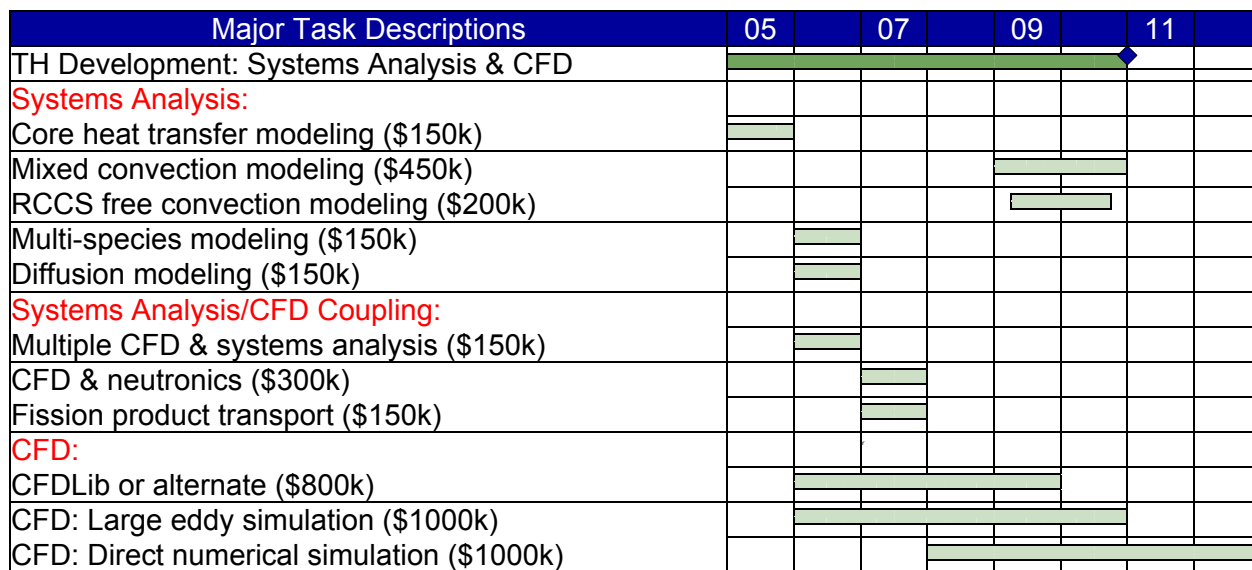 Major Task Descriptions 05 07 09 11
TH Development: Systems Analysis & CFD
Systems Analysis:
Core heat transfer modeling ($150k)
Mixed convection modeling ($450k)
RCCS free convection modeling ($200k)
Multi-species modeling ($150k)
Diffusion modeling ($150k)
Systems Analysis/CFD Coupling:
Multiple CFD & systems analysis ($150k)
CFD & neutronics ($300k)
Fission product transport ($150k)
CFD:
CFDLib or alternate ($800k)
CFD: Large eddy simulation ($1000k)
CFD: Direct numerical simulation ($1000k)